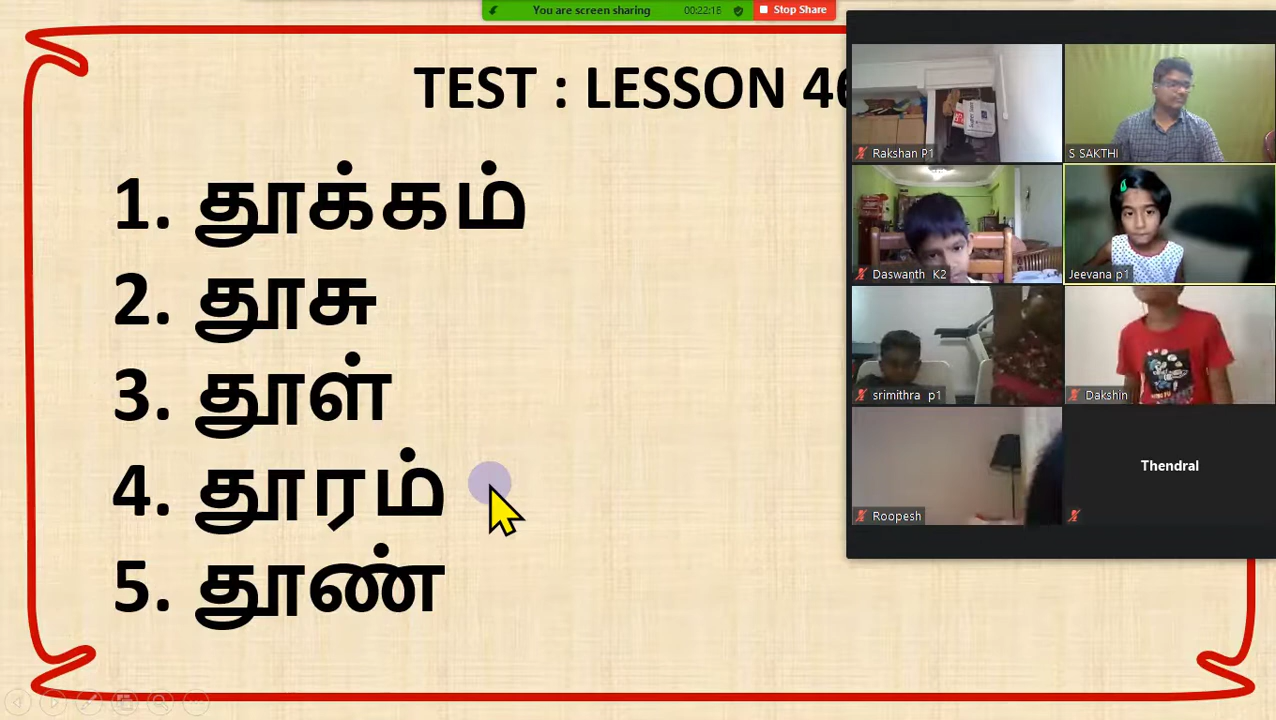 You are screen sharing 00:22:15 Stop Share
TEST : LESSON 46
1. தூக்கம்
2. தூசு
3. தூள்
4. தூரம்
5. தூண்
Rakshan P1
S SAKTHI
Daswanth K2
Jeevana p1
srimithra p1
Dakshin
Roopesh
Thendral